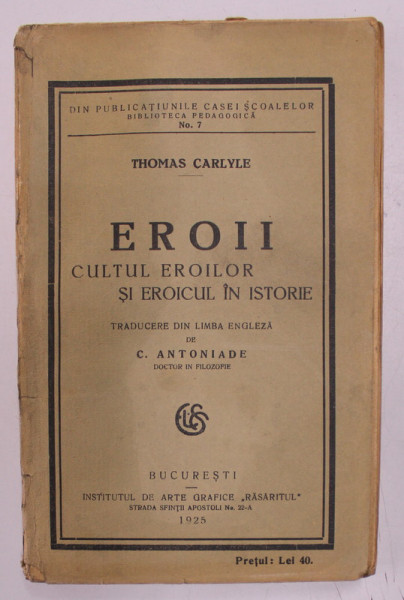 DIN PUBLICAȚIUNILE CASEI ȘCOALELOR
BIBLIOTECA PEDAGOGICĂ
No. 7
THOMAS CARLYLE
EROII
CULTUL EROILOR
ȘI EROICUL ÎN ISTORIE
TRADUCERE DIN LIMBA ENGLEZĂ
DE
C. ANTONIADE
DOCTOR IN FILOZOFIE
BUCUREȘTI
INSTITUTUL DE ARTE GRAFICE „RĂSĂRITUL"
STRADA SFINȚII APOSTOLI No. 22-A
1925
Prețul: Lei 40.